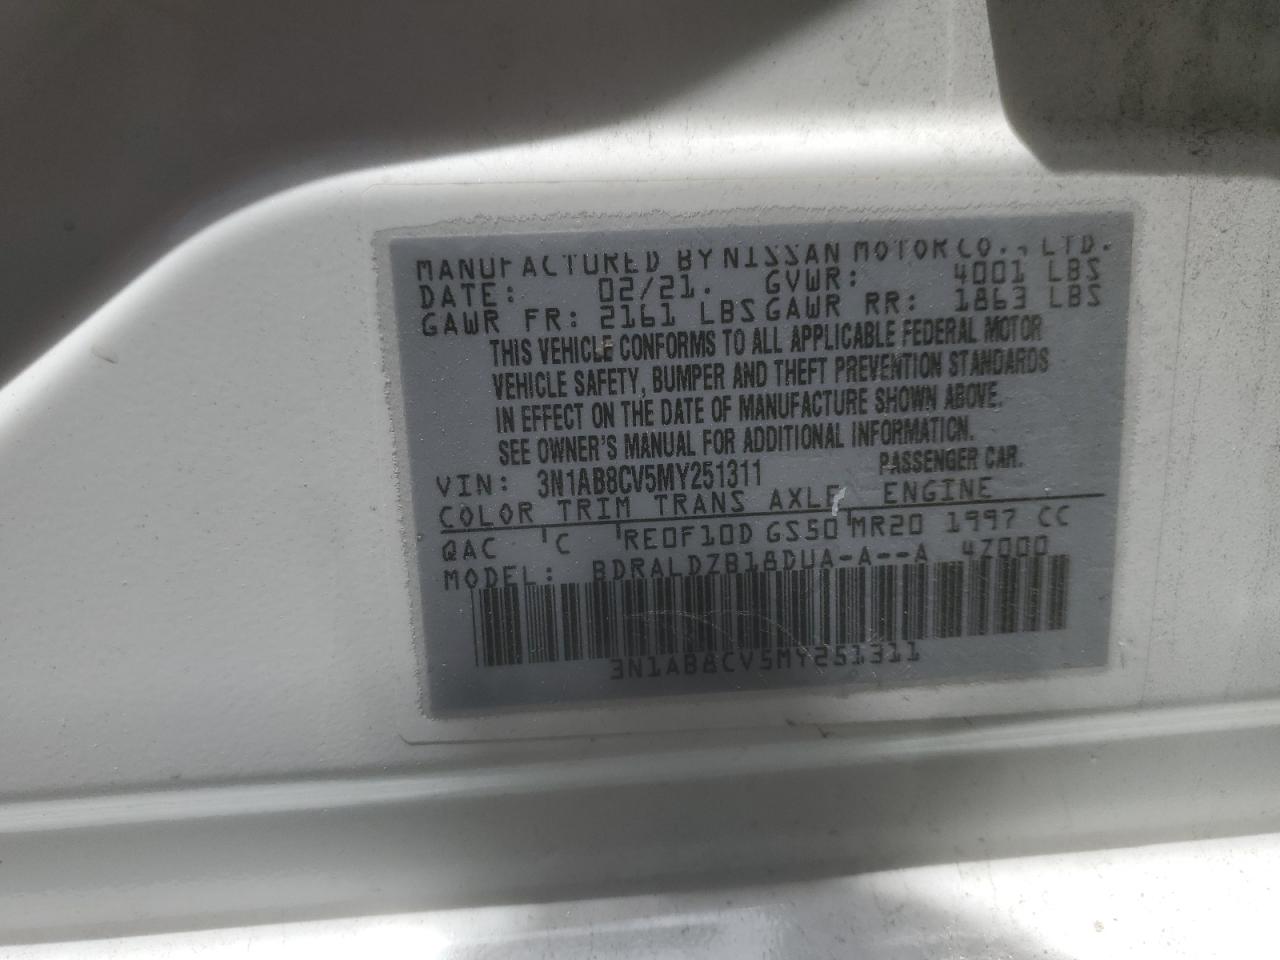 MANUFACTURED BY NISSAN MOTOR CO., LTD.
DATE: 02/21. GVWR: 4001 LBS
GAWR FR: 2161 LBS GAWR RR: 1863 LBS
THIS VEHICLE CONFORMS TO ALL APPLICABLE FEDERAL MOTOR
VEHICLE SAFETY, BUMPER AND THEFT PREVENTION STANDARDS
IN EFFECT ON THE DATE OF MANUFACTURE SHOWN ABOVE.
SEE OWNER'S MANUAL FOR ADDITIONAL INFORMATION.
VIN: 3N1AB8CV5MY251311 PASSENGER CAR.
COLOR TRIM TRANS AXLE ENGINE
QAC C RE0F10D GS50 MR20 1997 CC
MODEL: BDRALDZB18DUA-A--A 4Z000
3N1AB8CV5MY251311